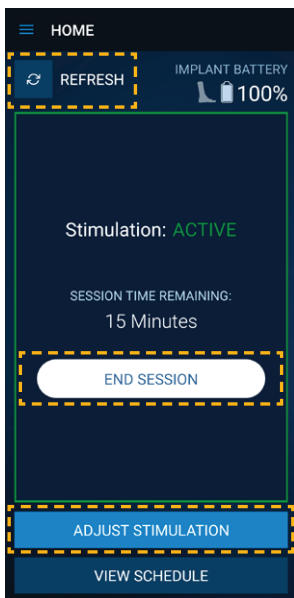 HOME
REFRESH
IMPLANT BATTERY
100%
Stimulation: ACTIVE
SESSION TIME REMAINING:
15 Minutes
END SESSION
ADJUST STIMULATION
VIEW SCHEDULE